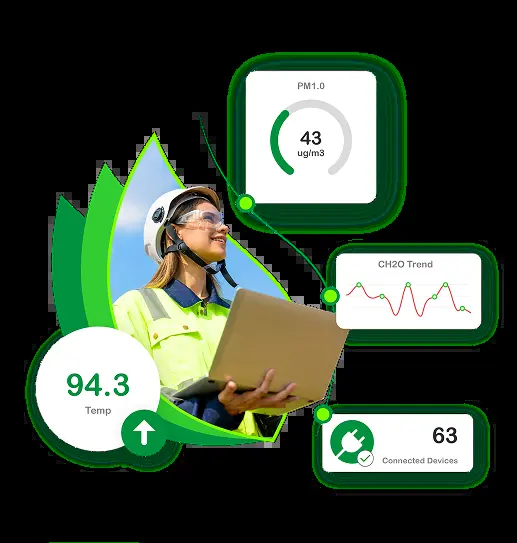 PM1.0
43
ug/m3
CH2O Trend
94.3
Temp
63
Connected Devices